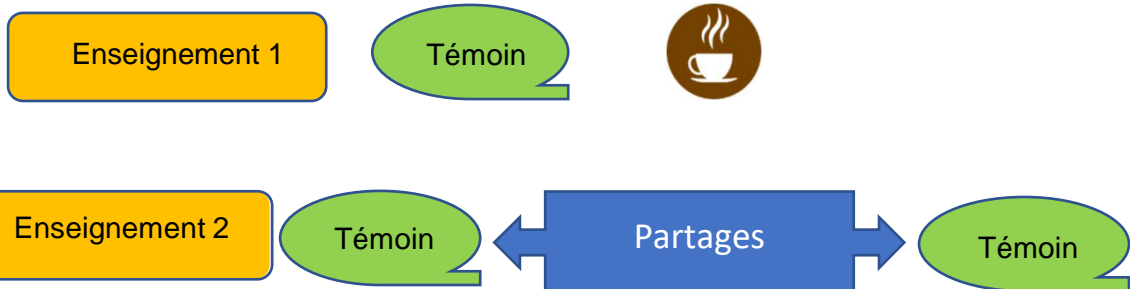 Enseignement 1
Témoin
Enseignement 2
Témoin
Partages
Témoin